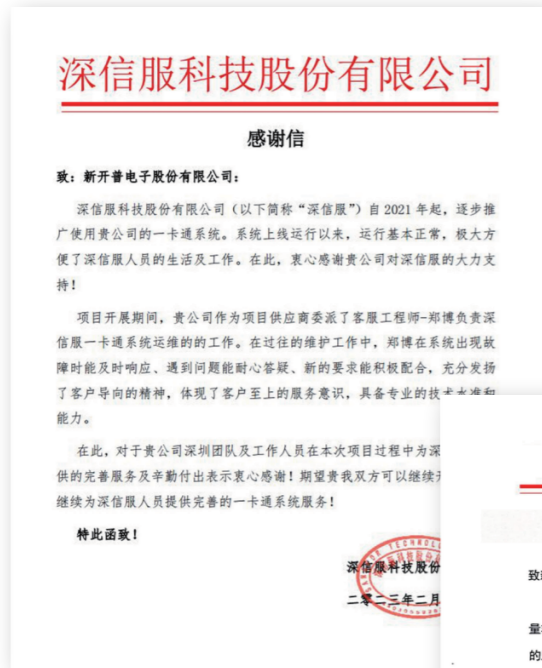 深信服科技股份有限公司
感谢信
致：新开普电子股份有限公司：
深信服科技股份有限公司（以下简称“深信服”）自 2021 年起，逐步推
广使用贵公司的一卡通系统。系统上线运行以来，运行基本正常，极大方
便了深信服人员的生活及工作。在此，衷心感谢贵公司对深信服的大力支
持！
项目开展期间，贵公司作为项目供应商委派了客服工程师-郑博负责深信
服一卡通系统运维的的工作。在过往的维护工作中，郑博在系统出现故
障时能及时响应、遇到问题能耐心答疑、新的要求能积极配合，充分发扬
了客户导向的精神，体现了客户至上的服务意识，具备专业的技术水准和
能力。
在此，对于贵公司深圳团队及工作人员在本次项目过程中为深
供的完善服务及辛勤付出表示衷心感谢！期望贵我双方可以继续
继续为深信服人员提供完善的一卡通系统服务！
特此函致！
深信服科技股份
二零二三年二月
致
量
的